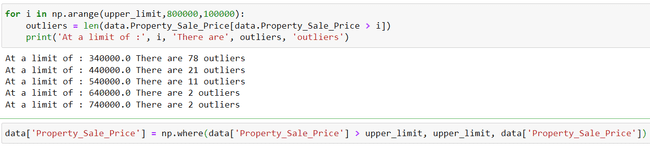 for i in np.arange(upper_limit,800000,100000):
    outliers = len(data.Property_Sale_Price[data.Property_Sale_Price > i])
    print('At a limit of :', i, 'There are', outliers, 'outliers')
At a limit of : 340000.0 There are 78 outliers
At a limit of : 440000.0 There are 21 outliers
At a limit of : 540000.0 There are 11 outliers
At a limit of : 640000.0 There are 2 outliers
At a limit of : 740000.0 There are 2 outliers
data['Property_Sale_Price'] = np.where(data['Property_Sale_Price'] > upper_limit, upper_limit, data['Property_Sale_Price'])